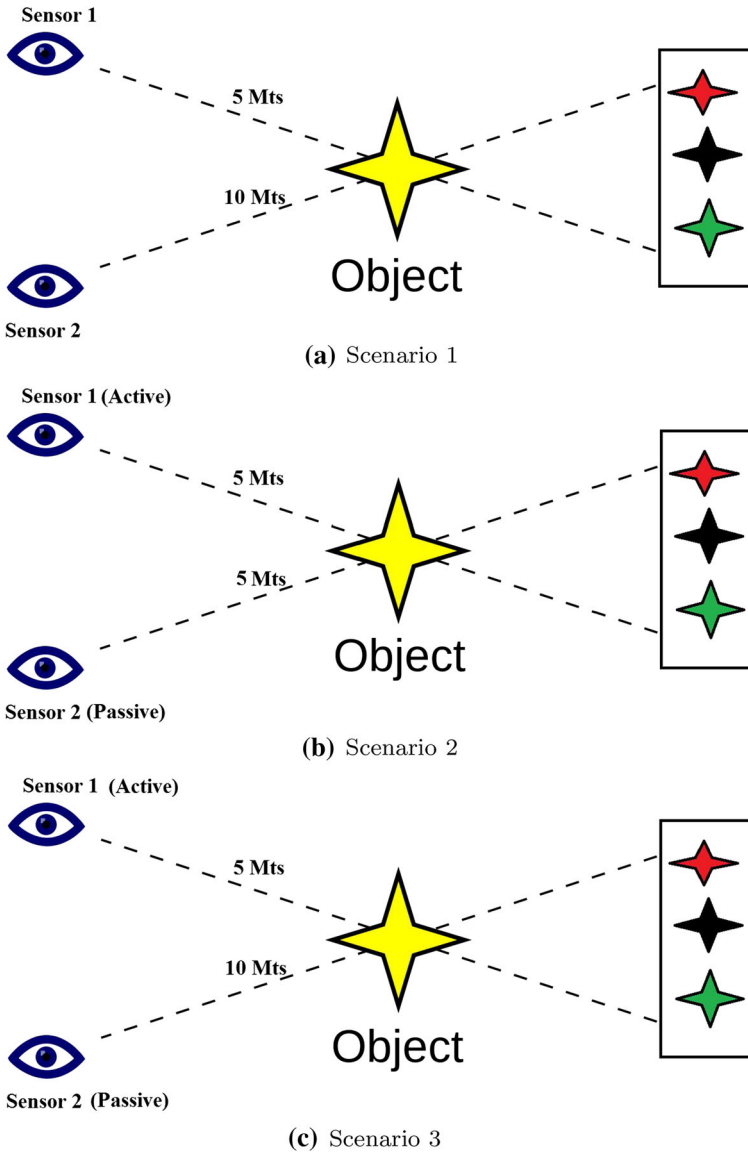 Sensor 1
5 Mts
10 Mts
Object
Sensor 2
(a) Scenario 1
Sensor 1 (Active)
5 Mts
5 Mts
Object
Sensor 2 (Passive)
(b) Scenario 2
Sensor 1 (Active)
5 Mts
10 Mts
Object
Sensor 2 (Passive)
(c) Scenario 3